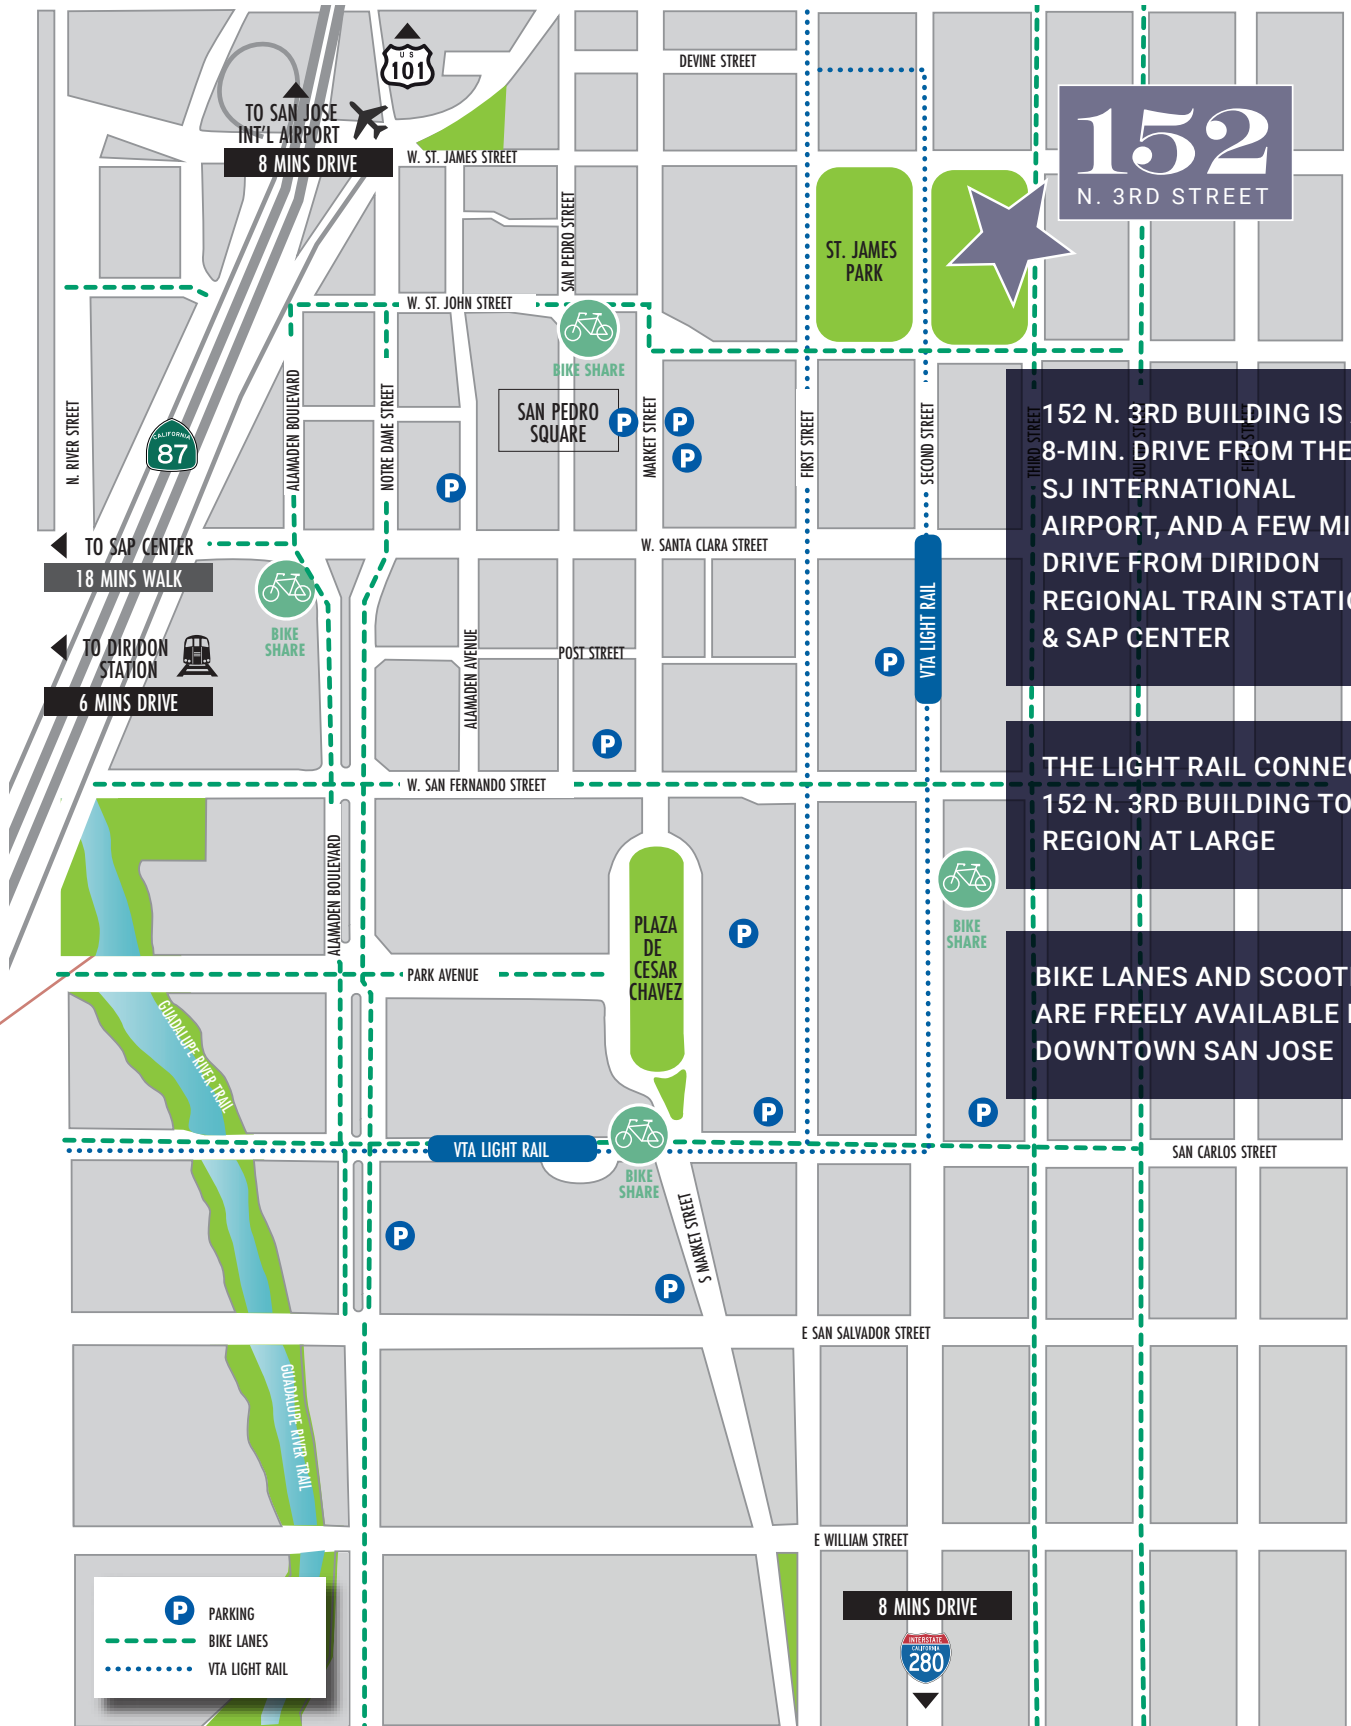 DEVINE STREET
US
101
TO SAN JOSE
INT'L AIRPORT
8 MINS DRIVE
W. ST. JAMES STREET
152
N. 3RD STREET
SAN PEDRO STREET
ST. JAMES
PARK
W. ST. JOHN STREET
BIKE SHARE
N. RIVER STREET
CALIFORNIA
87
ALAMADEN BOULEVARD
NOTRE DAME STREET
SAN PEDRO
SQUARE
P
P
P
P
MARKET STREET
FIRST STREET
SECOND STREET
THIRD STREET
152 N. 3RD BUILDING IS
8-MIN. DRIVE FROM THE
SJ INTERNATIONAL
AIRPORT, AND A FEW MI
DRIVE FROM DIRIDON
REGIONAL TRAIN STATIO
& SAP CENTER
W. SANTA CLARA STREET
TO SAP CENTER
18 MINS WALK
BIKE
SHARE
TO DIRIDON
STATION
6 MINS DRIVE
ALAMADEN AVENUE
POST STREET
P
P
VTA LIGHT RAIL
W. SAN FERNANDO STREET
THE LIGHT RAIL CONNEC
152 N. 3RD BUILDING TO
REGION AT LARGE
ALAMADEN BOULEVARD
PLAZA
DE
CESAR
CHAVEZ
P
BIKE
SHARE
PARK AVENUE
BIKE LANES AND SCOOT
ARE FREELY AVAILABLE
DOWNTOWN SAN JOSE
GUADALUPE RIVER TRAIL
P
P
VTA LIGHT RAIL
BIKE
SHARE
SAN CARLOS STREET
S MARKET STREET
P
P
E SAN SALVADOR STREET
GUADALUPE RIVER TRAIL
E WILLIAM STREET
8 MINS DRIVE
INTERSTATE
CALIFORNIA
280
P PARKING
BIKE LANES
VTA LIGHT RAIL